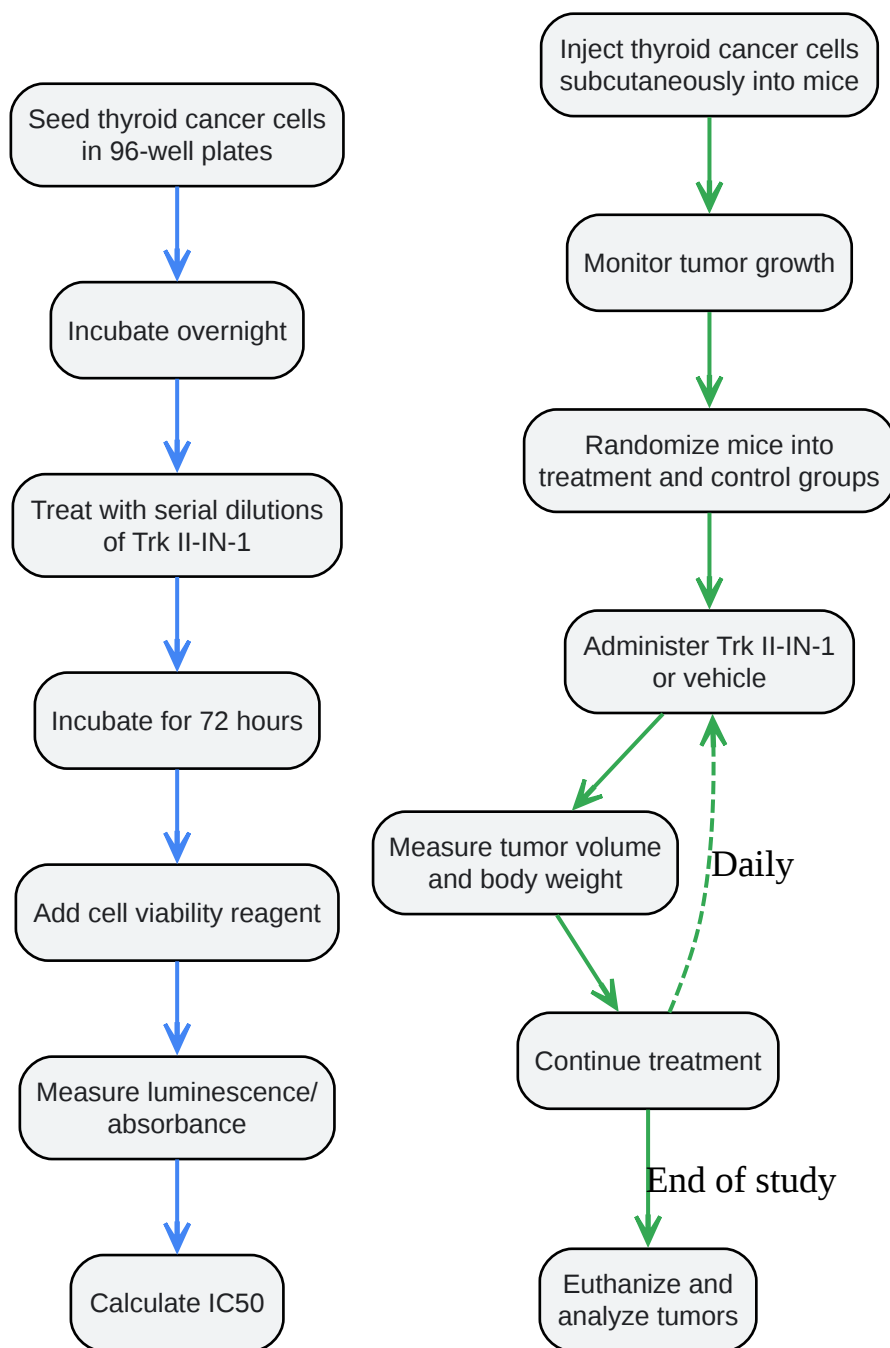 Seed thyroid cancer cells
in 96-well plates
Incubate overnight
Treat with serial dilutions
of Trk II-IN-1
Incubate for 72 hours
Add cell viability reagent
Measure luminescence/
absorbance
Calculate IC50
Inject thyroid cancer cells
subcutaneously into mice
Monitor tumor growth
Randomize mice into
treatment and control groups
Administer Trk II-IN-1
or vehicle
Measure tumor volume
and body weight
Daily
Continue treatment
End of study
Euthanize and
analyze tumors